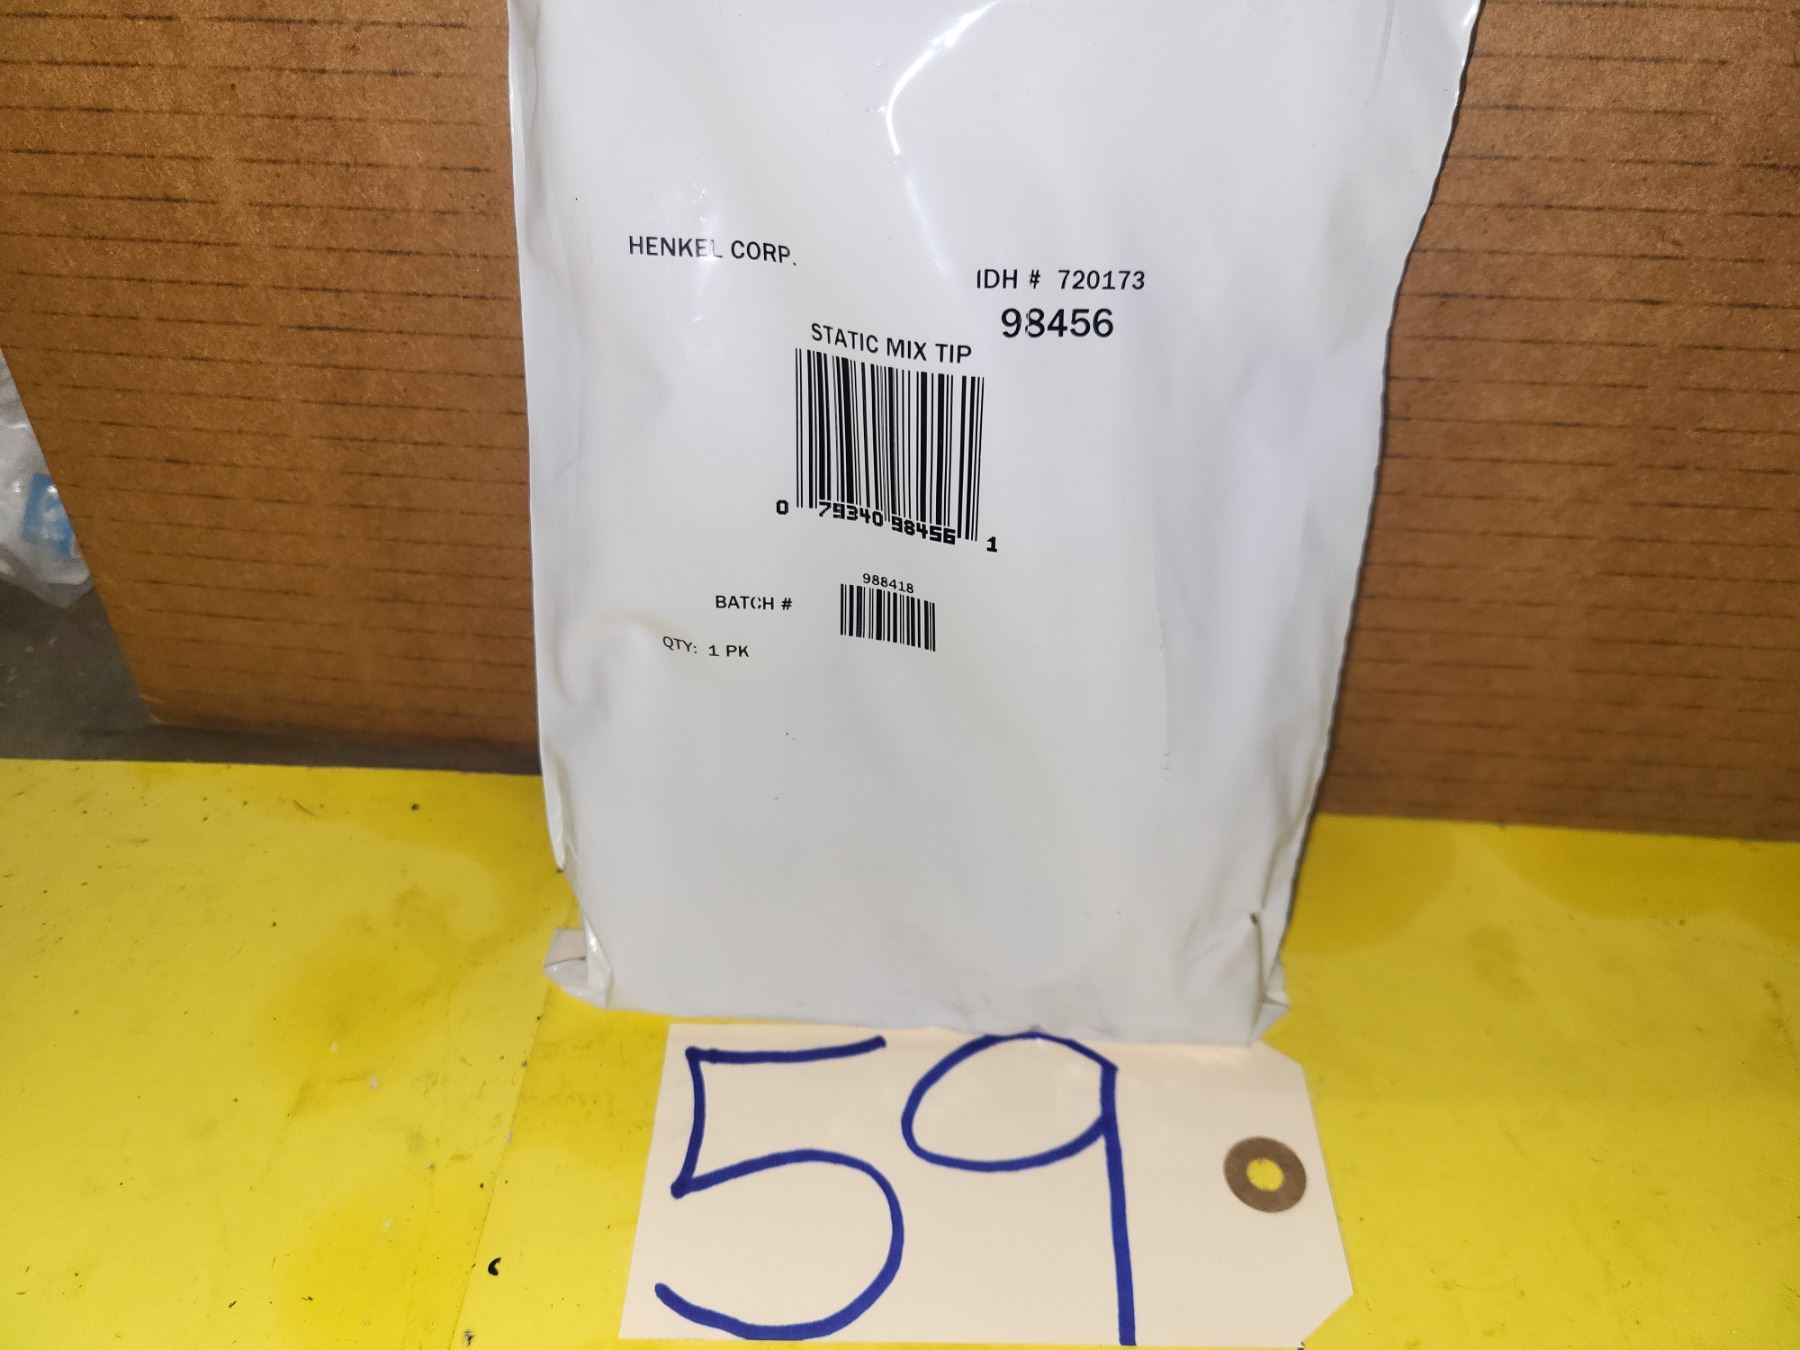 HENKEL CORP.
IDH # 720173
98456
STATIC MIX TIP
0 79340 98456 1
988418
BATCH #
QTY: 1 PK
59